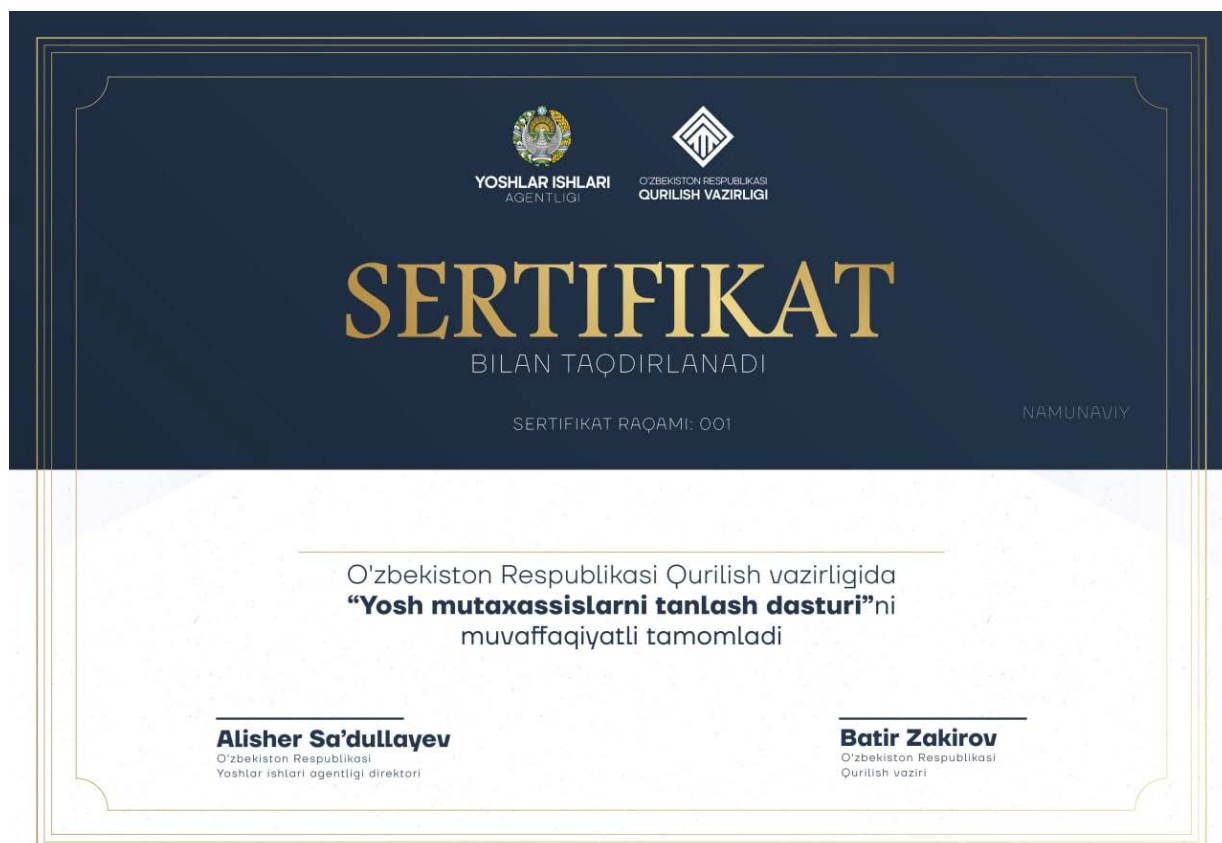 YOSHLAR ISHLARI
AGENTLIGI
O'ZBEKISTON RESPUBLIKASI
QURILISH VAZIRLIGI
SERTIFIKAT
BILAN TAQDIRLANADI
SERTIFIKAT RAQAMI: 001
NAMUNAVIY
O'zbekiston Respublikasi Qurilish vazirligida
“Yosh mutaxassislarni tanlash dasturi”ni
muvaffaqiyatli tamomladi
Alisher Sa’dullayev
O'zbekiston Respublikasi
Yoshlar ishlari agentligi direktori
Batir Zakirov
O'zbekiston Respublikasi
Qurilish vaziri